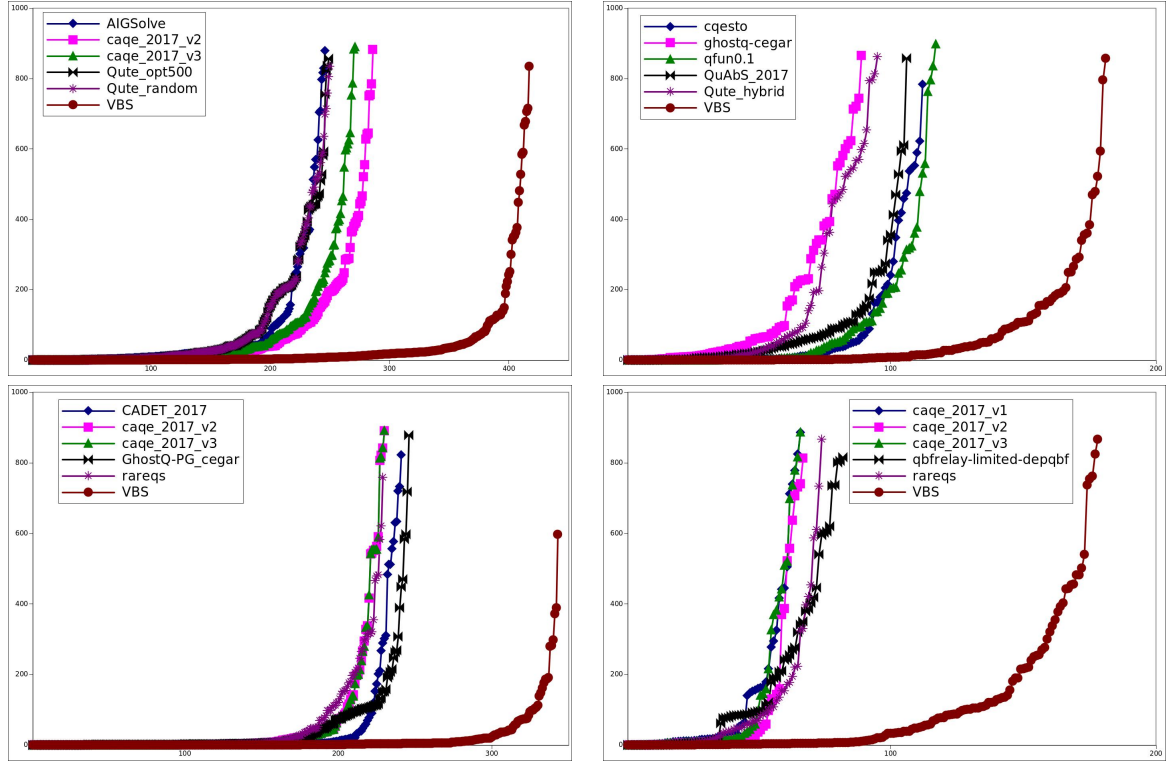 1000
800
600
400
200
0
100
200
300
400
AIGSolve
caqe_2017_v2
caqe_2017_v3
Qute_opt500
Qute_random
VBS
1000
800
600
400
200
0
100
200
cqesto
ghostq-cegar
qfun0.1
QuAbS_2017
Qute_hybrid
VBS
1000
800
600
400
200
0
100
200
300
CADET_2017
caqe_2017_v2
caqe_2017_v3
GhostQ-PG_cegar
rareqs
VBS
1000
800
600
400
200
0
100
200
caqe_2017_v1
caqe_2017_v2
caqe_2017_v3
qbfrelay-limited-depqbf
rareqs
VBS